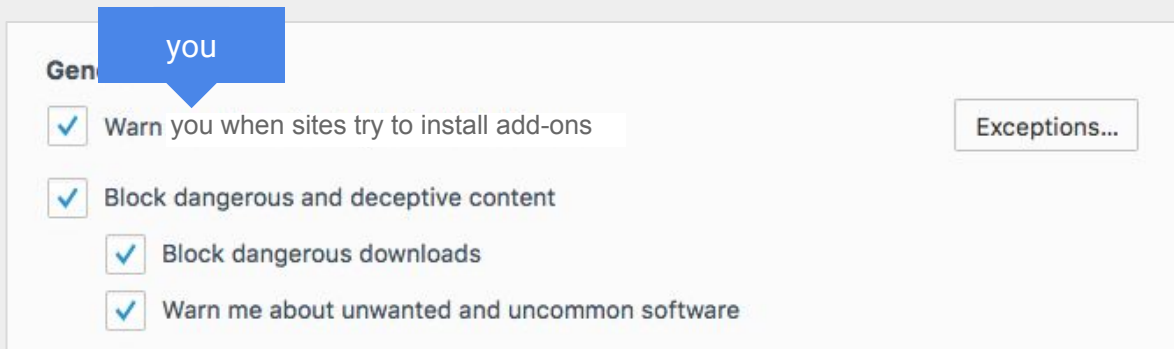 you
Gen
Warn you when sites try to install add-ons
Exceptions...
Block dangerous and deceptive content
Block dangerous downloads
Warn me about unwanted and uncommon software